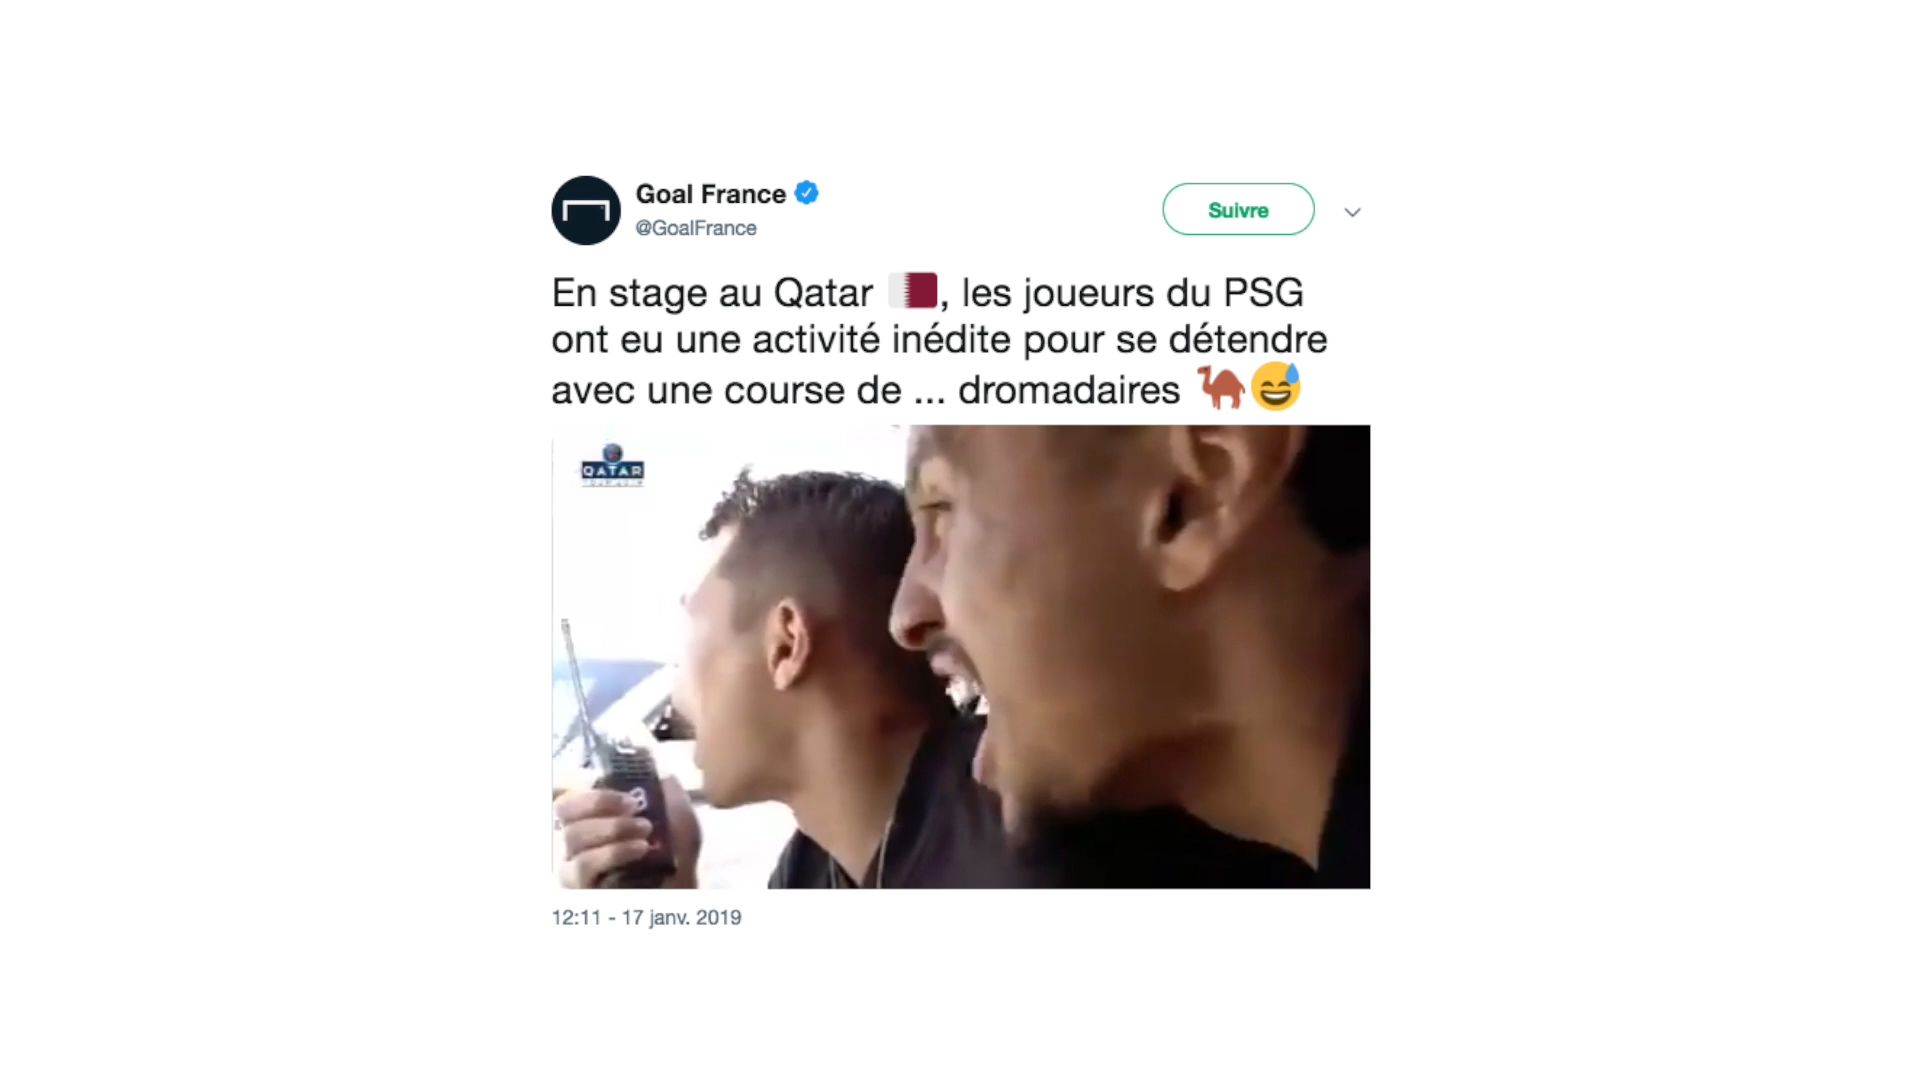 Goal France
@GoalFrance
Suivre
En stage au Qatar 🇶🇦, les joueurs du PSG
ont eu une activité inédite pour se détendre
avec une course de ... dromadaires 🐪😅
QATAR
12:11 - 17 janv. 2019